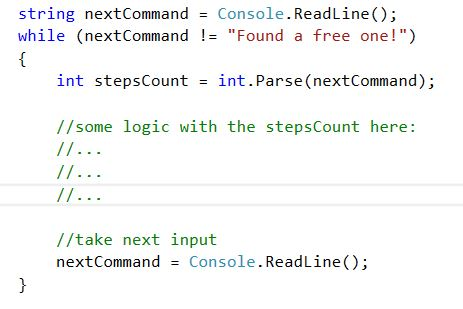 string nextCommand = Console.ReadLine();
while (nextCommand != "Found a free one!")
{
    int stepsCount = int.Parse(nextCommand);
    //some logic with the stepsCount here:
    //...
    //...
    //...
    //take next input
    nextCommand = Console.ReadLine();
}